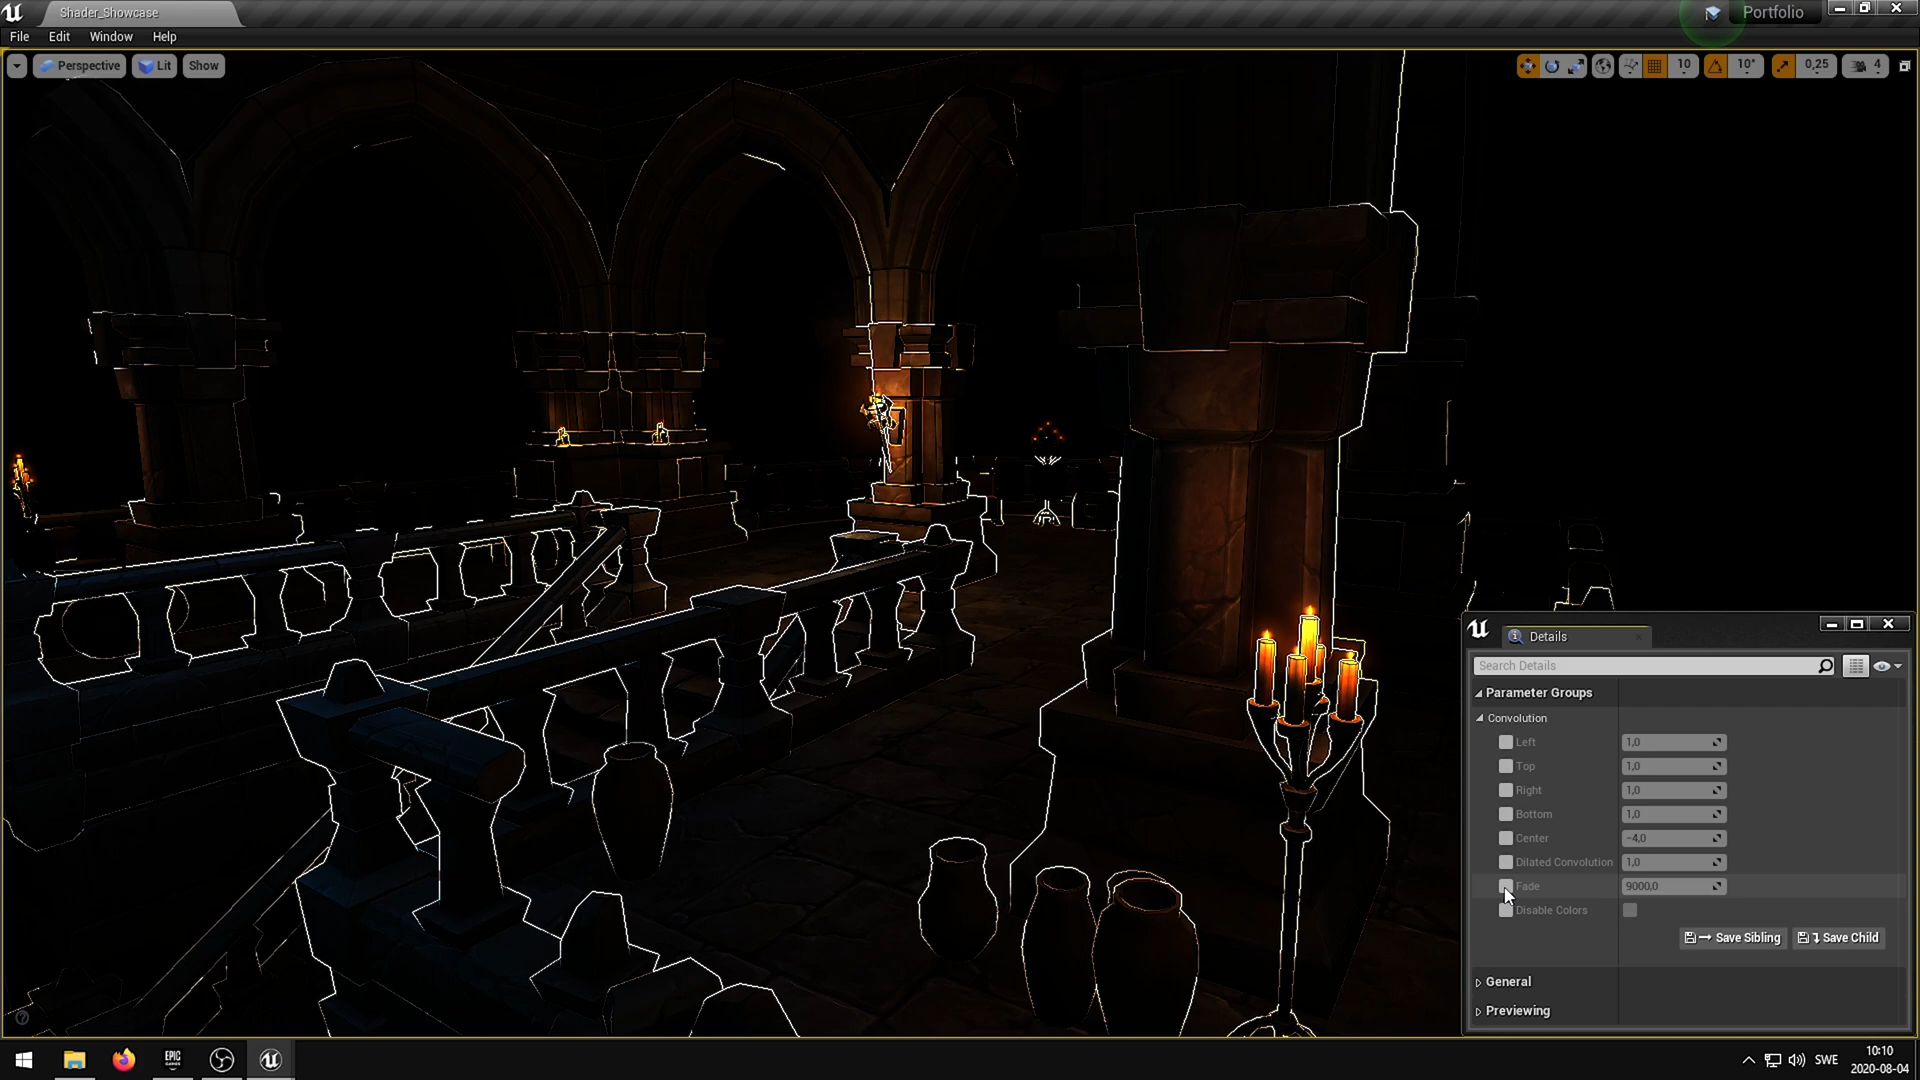 Shader_Showcase
Portfolio
File Edit Window Help
Perspective Lit Show
10 10° 0,25 4
Details
Search Details
Parameter Groups
Convolution
Left 1,0
Top 1,0
Right 1,0
Bottom 1,0
Center -4,0
Dilated Convolution 1,0
Fade 9000,0
Disable Colors
Save Sibling Save Child
General
Previewing
EPIC
GAMES
SWE
10:10
2020-08-04